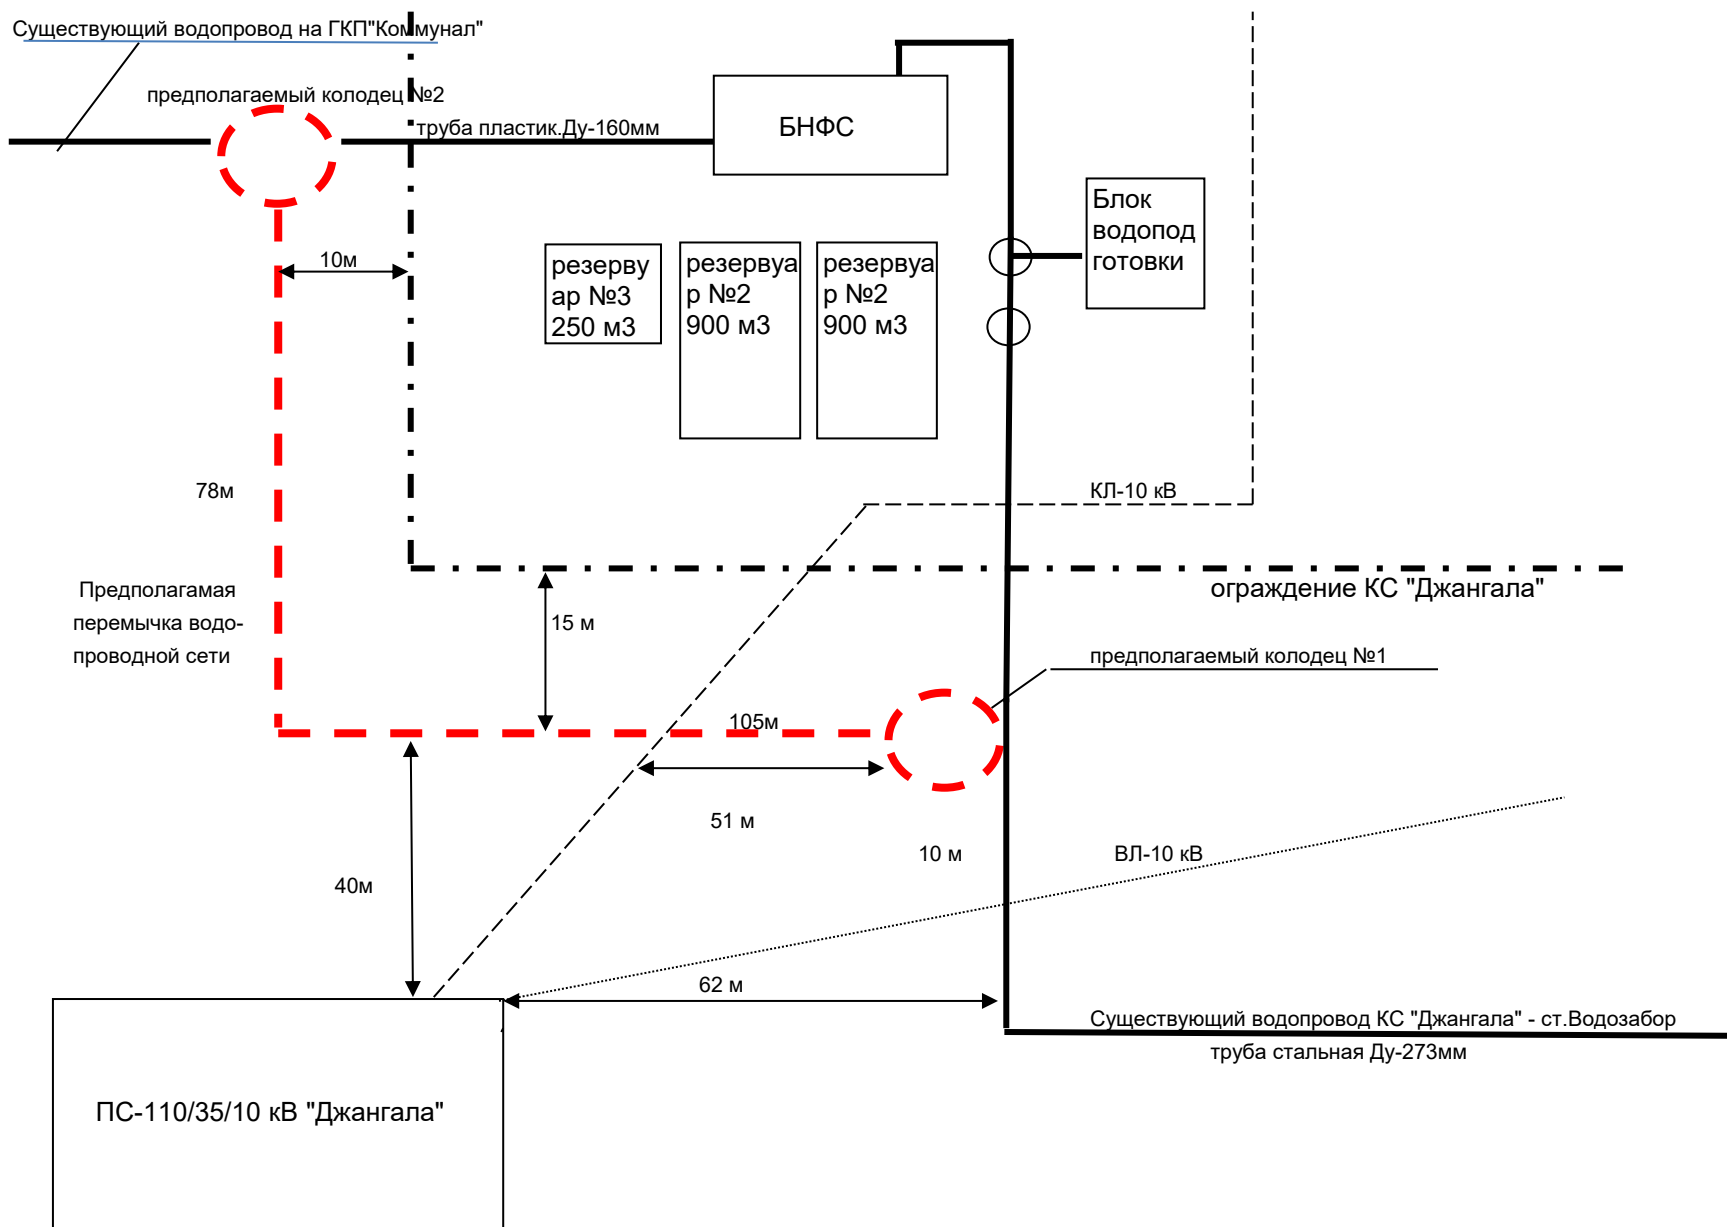 Существующий водопровод на ГКП"Коммунал"
предполагаемый колодец №2
труба пластик.Ду-160мм
БНФС
Блок
водопод
готовки
10м
резерву
ар №3
250 м3
резервуа
р №2
900 м3
резервуа
р №2
900 м3
78м
КЛ-10 кВ
Предполагамая
перемычка водо-
проводной сети
ограждение КС "Джангала"
15 м
предполагаемый колодец №1
105м
51 м
10 м
ВЛ-10 кВ
40м
62 м
Существующий водопровод КС "Джангала" - ст.Водозабор
труба стальная Ду-273мм
ПС-110/35/10 кВ "Джангала"